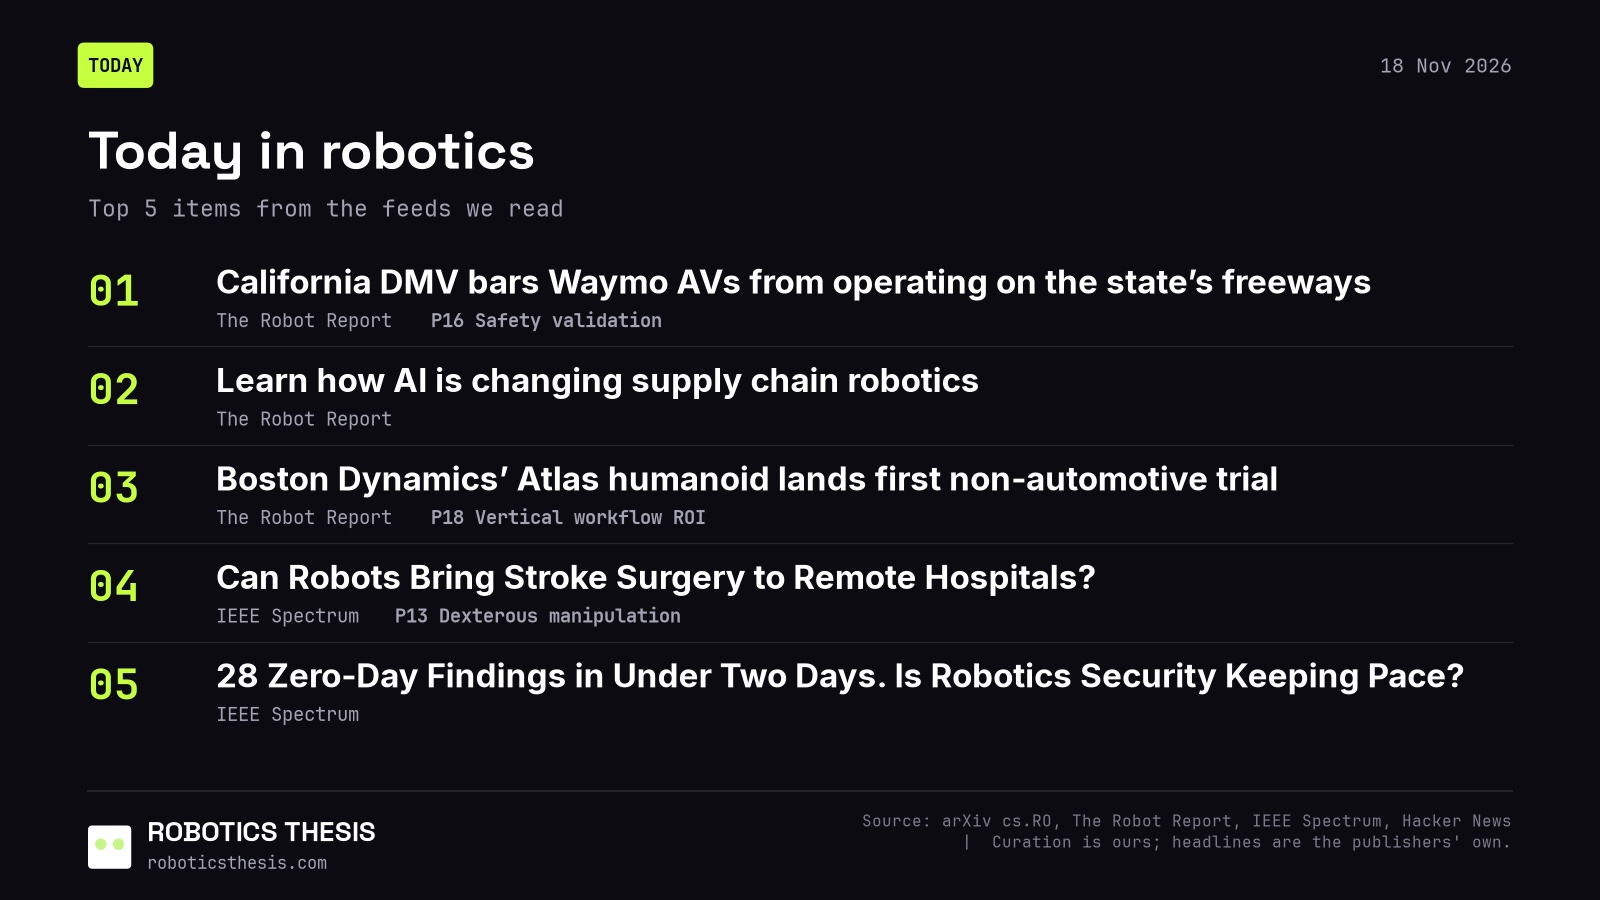 TODAY
18 Nov 2026
Today in robotics
Top 5 items from the feeds we read
01
California DMV bars Waymo AVs from operating on the state’s freeways
The Robot Report P16 Safety validation
02
Learn how AI is changing supply chain robotics
The Robot Report
03
Boston Dynamics’ Atlas humanoid lands first non-automotive trial
The Robot Report P18 Vertical workflow ROI
04
Can Robots Bring Stroke Surgery to Remote Hospitals?
IEEE Spectrum P13 Dexterous manipulation
05
28 Zero-Day Findings in Under Two Days. Is Robotics Security Keeping Pace?
IEEE Spectrum
ROBOTICS THESIS
roboticsthesis.com
Source: arXiv cs.RO, The Robot Report, IEEE Spectrum, Hacker News
| Curation is ours; headlines are the publishers' own.